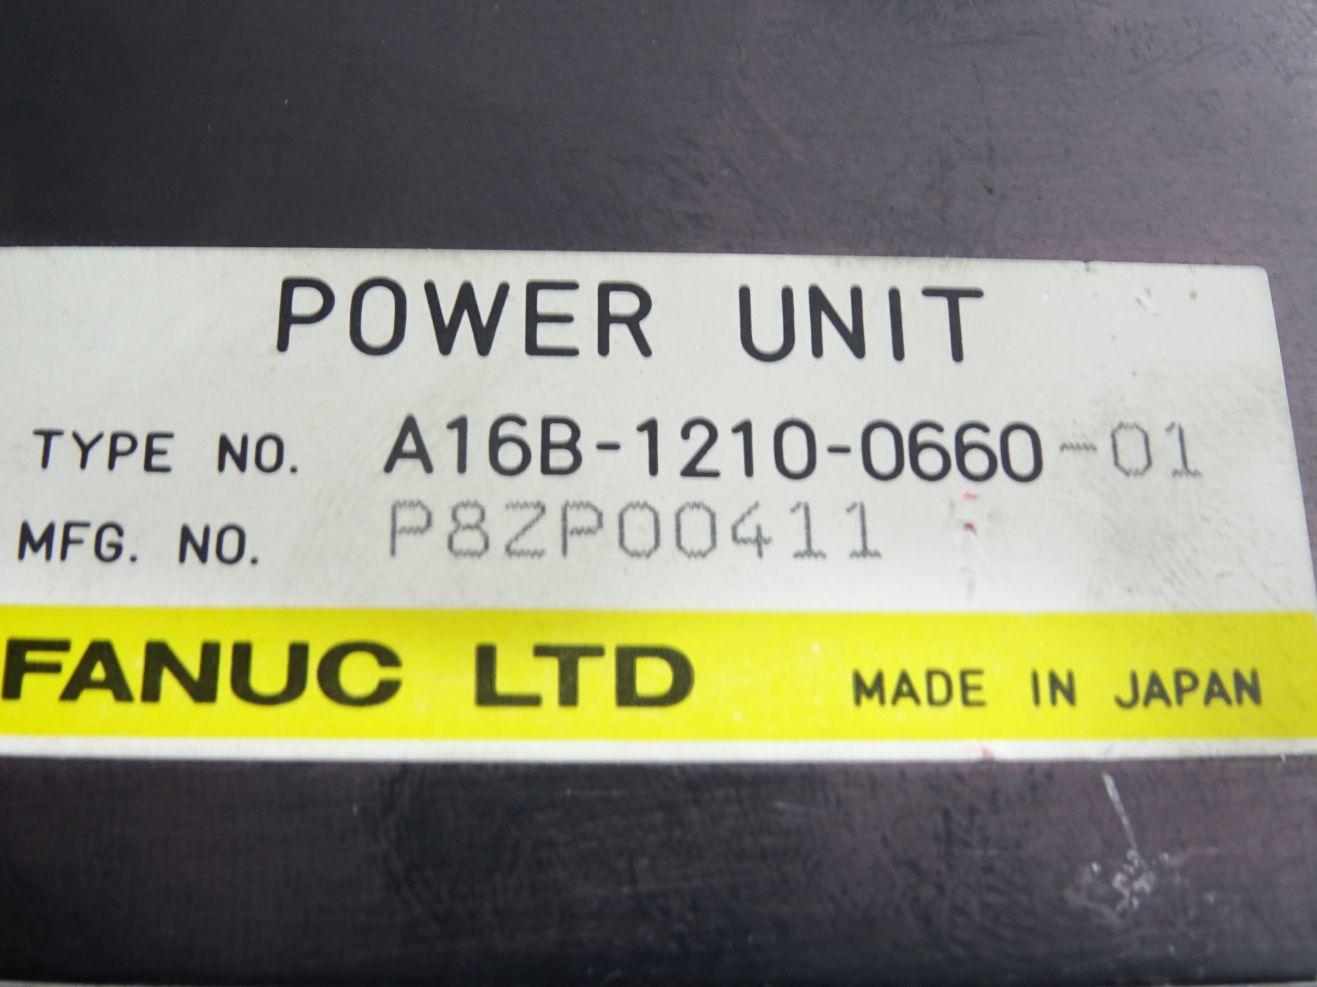 POWER UNIT
TYPE NO. A16B-1210-0660-01
MFG. NO. P8ZP00411
FANUC LTD MADE IN JAPAN